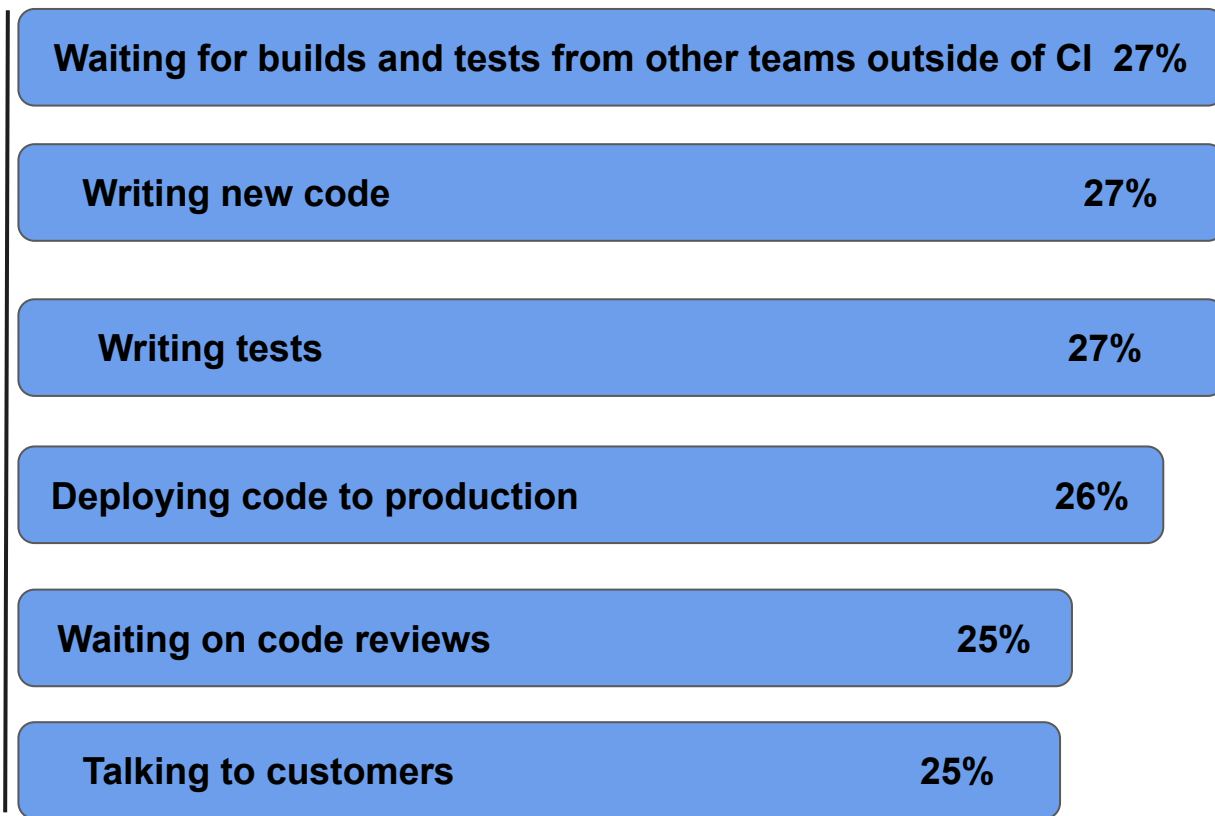 Waiting for builds and tests from other teams outside of CI 27%
Writing new code 27%
Writing tests 27%
Deploying code to production 26%
Waiting on code reviews 25%
Talking to customers 25%